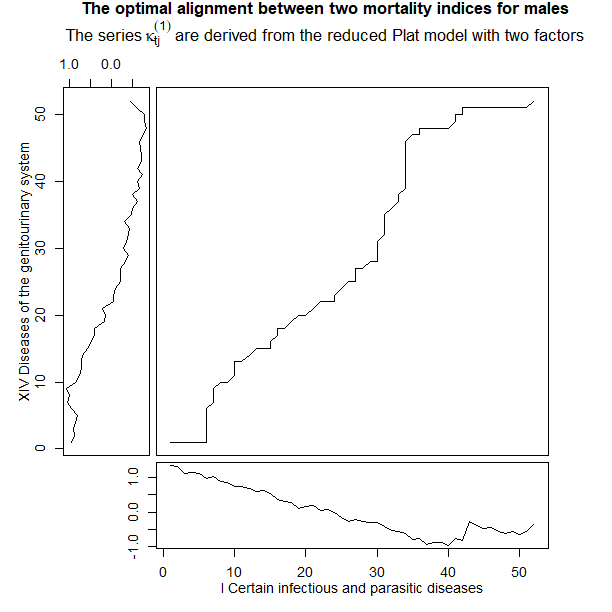 The optimal alignment between two mortality indices for males
The series κtj(1) are derived from the reduced Plat model with two factors
1.0 0.0
XIV Diseases of the genitourinary system
50
40
30
20
10
0
1.0
0.0
-1.0
0 10 20 30 40 50
I Certain infectious and parasitic diseases